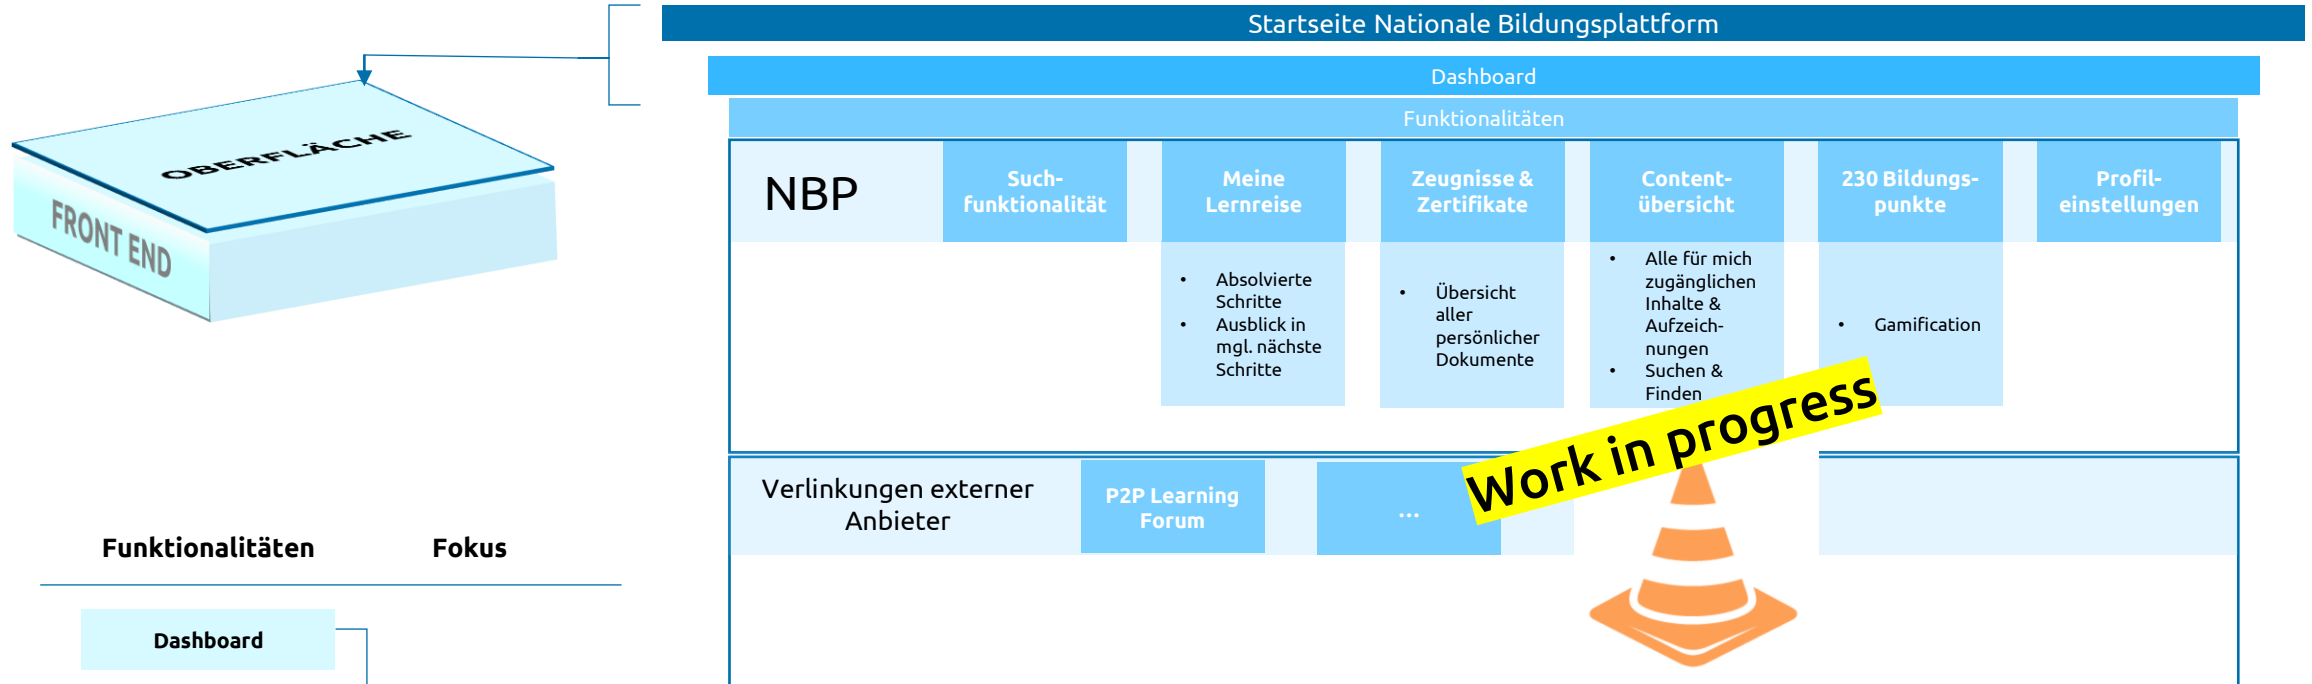 Startseite Nationale Bildungsplattform
Dashboard
Funktionalitäten
OBERFLÄCHE
FRONT END
NBP
Such-
funktionalität
Meine
Lernreise
Zeugnisse &
Zertifikate
Content-
übersicht
230 Bildungs-
punkte
Profil-
einstellungen
• Absolvierte
Schritte
• Ausblick in
mgl. nächste
Schritte
• Übersicht
aller
persönlicher
Dokumente
• Alle für mich
zugänglichen
Inhalte &
Aufzeich-
nungen
• Suchen &
Finden
• Gamification
Work in progress
Verlinkungen externer
Anbieter
P2P Learning
Forum
...
Funktionalitäten
Fokus
Dashboard